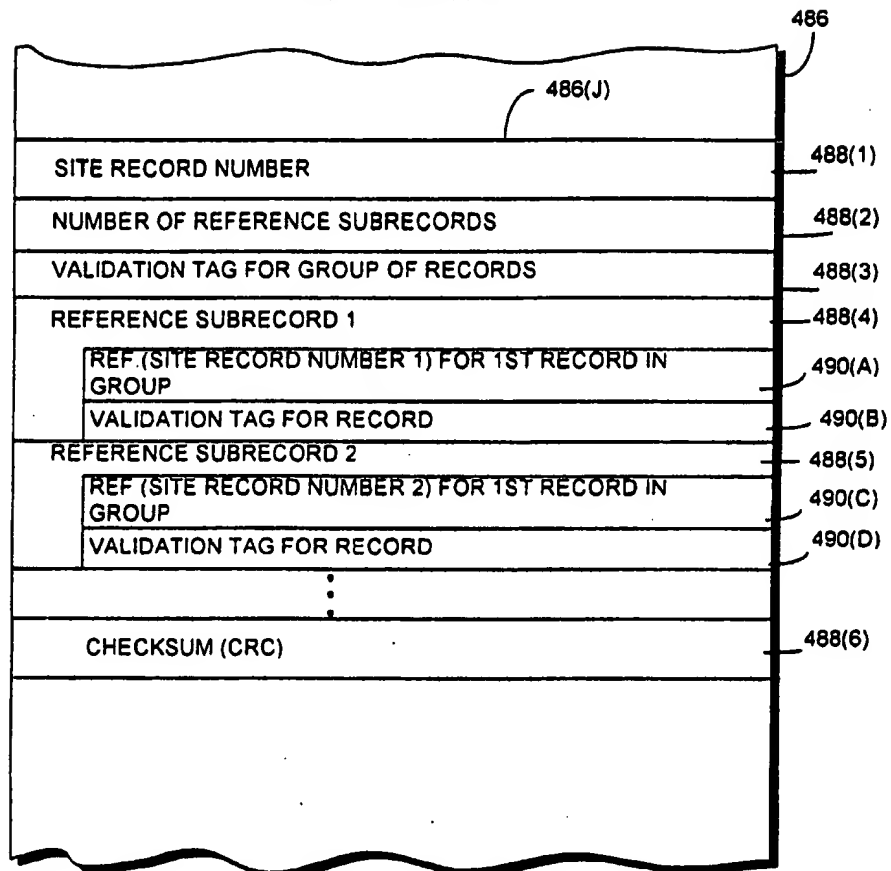 486
486(J)
SITE RECORD NUMBER
488(1)
NUMBER OF REFERENCE SUBRECORDS
488(2)
VALIDATION TAG FOR GROUP OF RECORDS
488(3)
REFERENCE SUBRECORD 1
488(4)
REF. (SITE RECORD NUMBER 1) FOR 1ST RECORD IN
GROUP
490(A)
VALIDATION TAG FOR RECORD
490(B)
REFERENCE SUBRECORD 2
488(5)
REF (SITE RECORD NUMBER 2) FOR 1ST RECORD IN
GROUP
490(C)
VALIDATION TAG FOR RECORD
490(D)
CHECKSUM (CRC)
488(6)